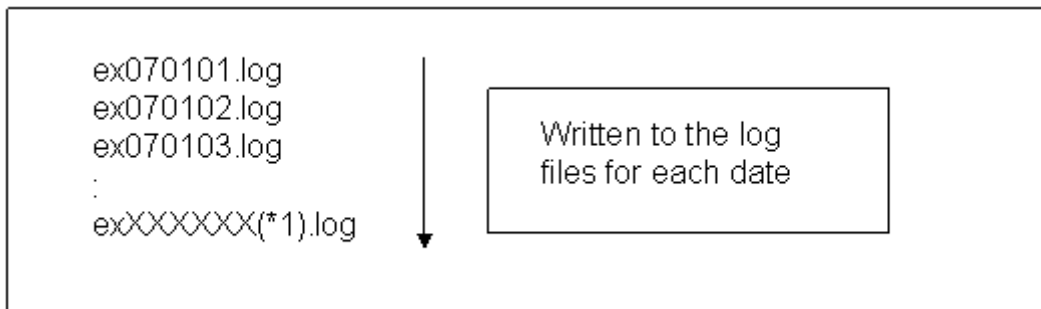 ex070101.log
ex070102.log
ex070103.log
:
exXXXXXX(*1).log
Written to the log
files for each date